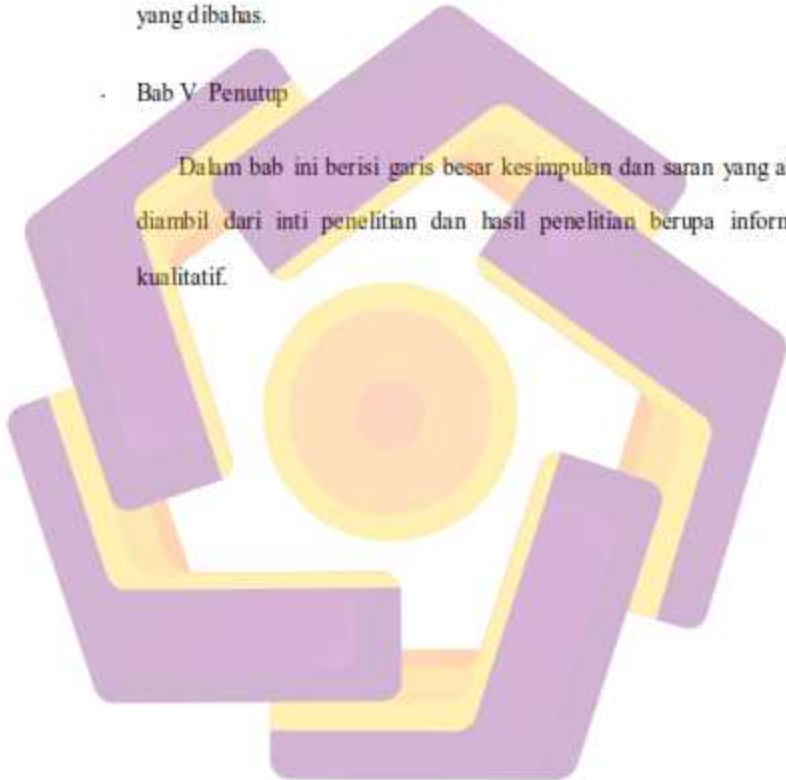 yang dibahas.
- Bab V Penutup
Dalam bab ini berisi garis besar kesimpulan dan saran yang
diambil dari inti penelitian dan hasil penelitian berupa
kualitatif.